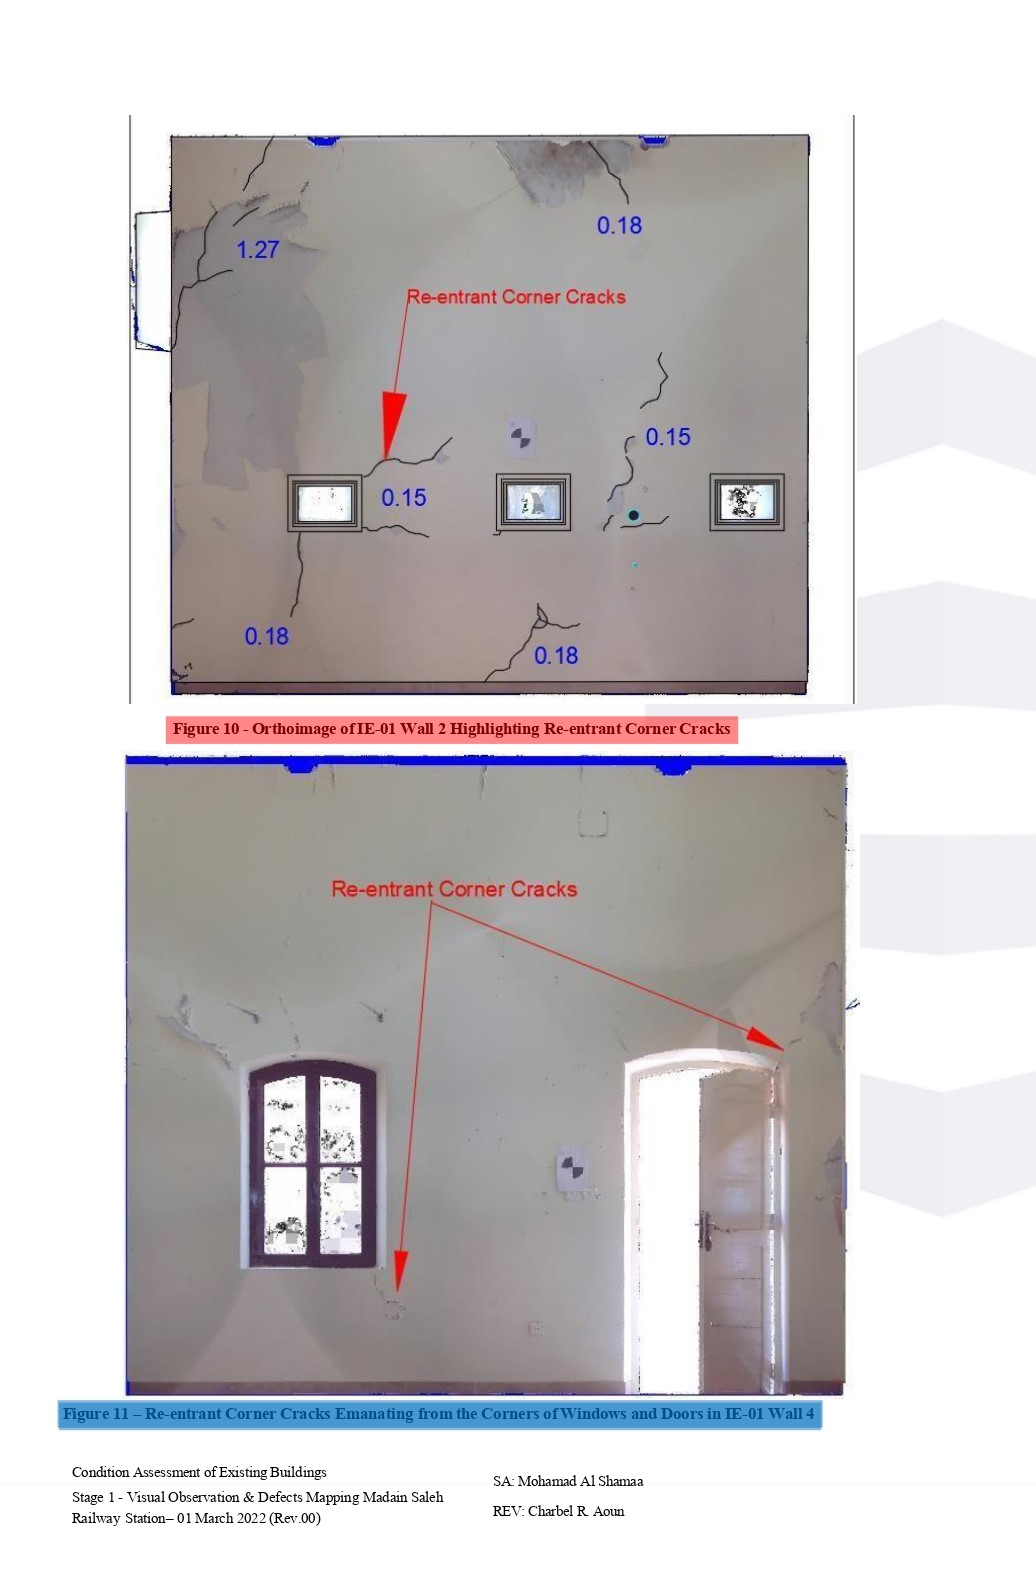 0.18
1.27
Re-entrant Corner Cracks
0.15
0.15
0.18
0.18
Figure 10 - Orthoimage of IE-01 Wall 2 Highlighting Re-entrant Corner Cracks
Re-entrant Corner Cracks
Figure 11 – Re-entrant Corner Cracks Emanating from the Corners of Windows and Doors in IE-01 Wall 4
Condition Assessment of Existing Buildings
Stage 1 - Visual Observation & Defects Mapping Madain Saleh
Railway Station– 01 March 2022 (Rev.00)
SA: Mohamad Al Shamaa
REV: Charbel R. Aoun